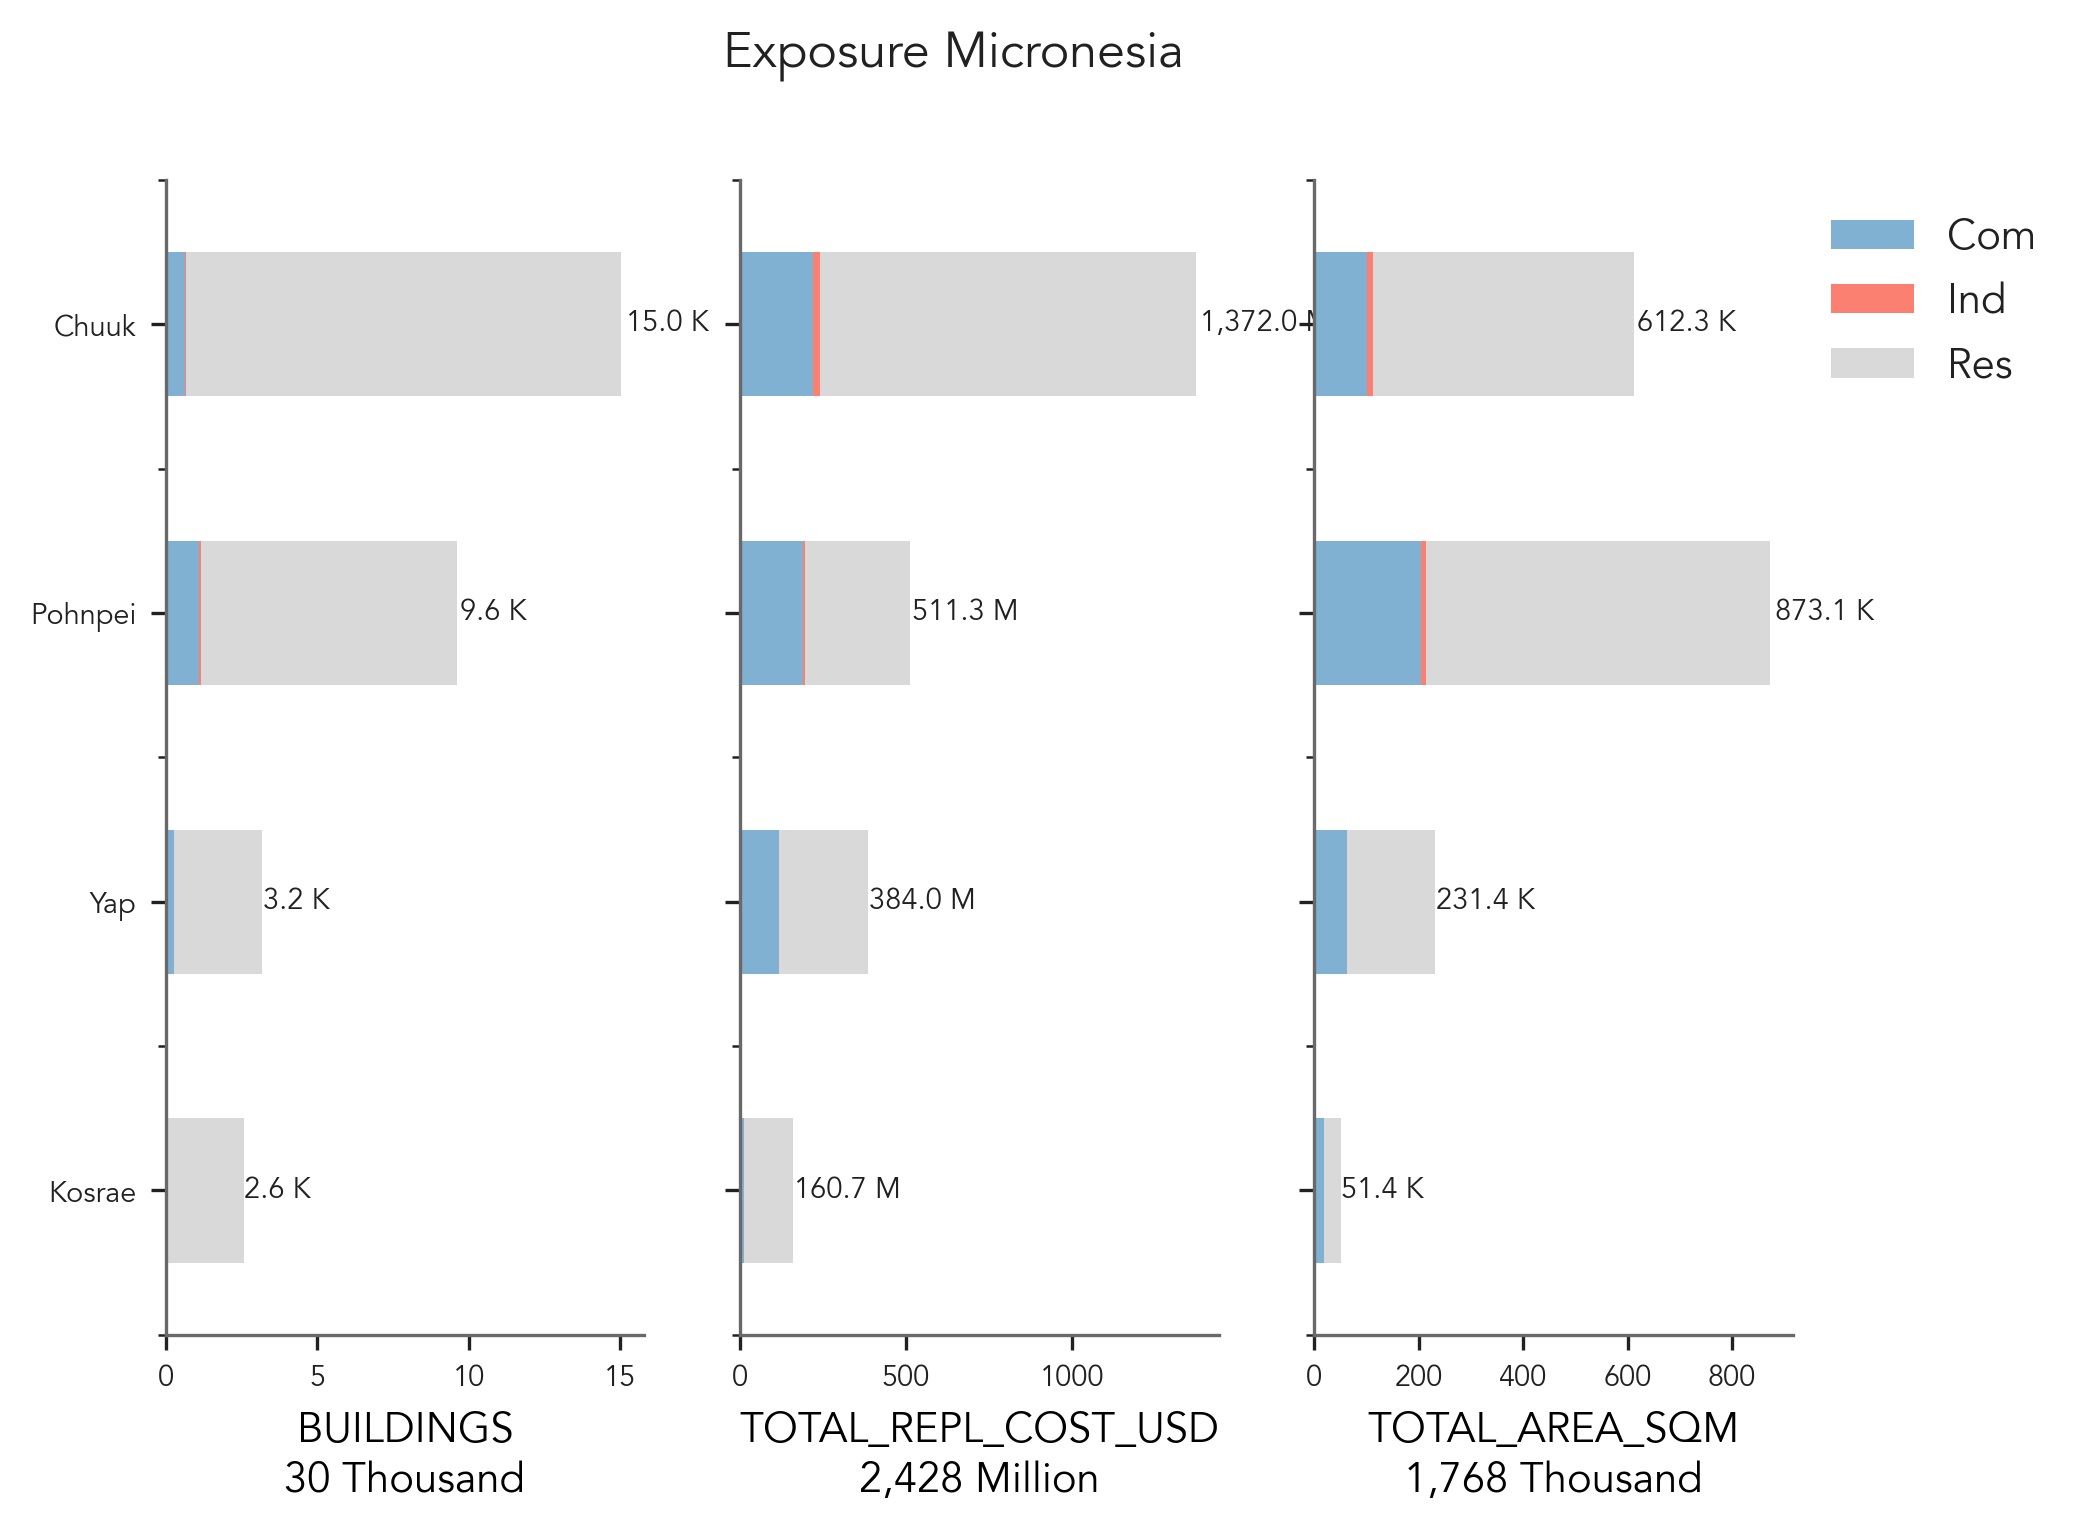 Exposure Micronesia
Com
Ind
Res
Chuuk
15.0 K
1,372.0
612.3 K
Pohnpei
9.6 K
511.3 M
873.1 K
Yap
3.2 K
384.0 M
231.4 K
Kosrae
2.6 K
160.7 M
51.4 K
0 5 10 15
0 500 1000
0 200 400 600 800
BUILDINGS
30 Thousand
TOTAL_REPL_COST_USD
2,428 Million
TOTAL_AREA_SQM
1,768 Thousand